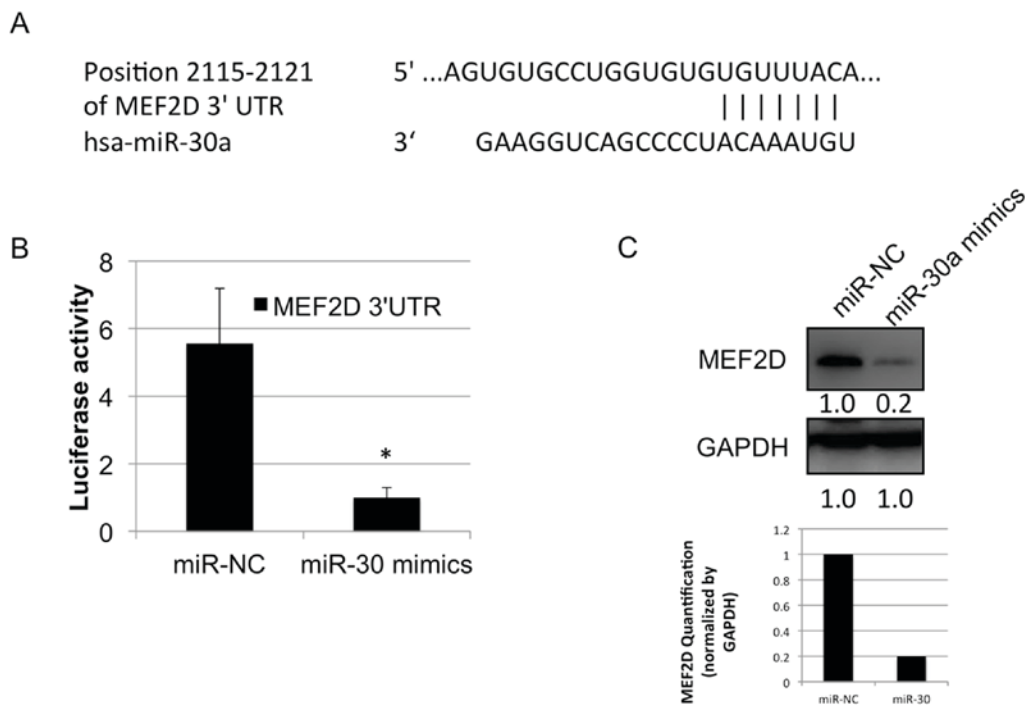 A
Position 2115-2121 5' ...AGUGUGCCUGGUGUGUGUUUACA...
of MEF2D 3' UTR
hsa-miR-30a 3‘ GAAGGUCAGCCCCUACAAAUGU
B
8
6
4
2
0
Luciferase activity
MEF2D 3'UTR
*
miR-NC miR-30 mimics
C
miR-NC
miR-30a mimics
MEF2D
1.0 0.2
GAPDH
1.0 1.0
1.2
1
0.8
0.6
0.4
0.2
0
MEF2D Quantification
(normalized by
GAPDH)
miR-NC miR-30